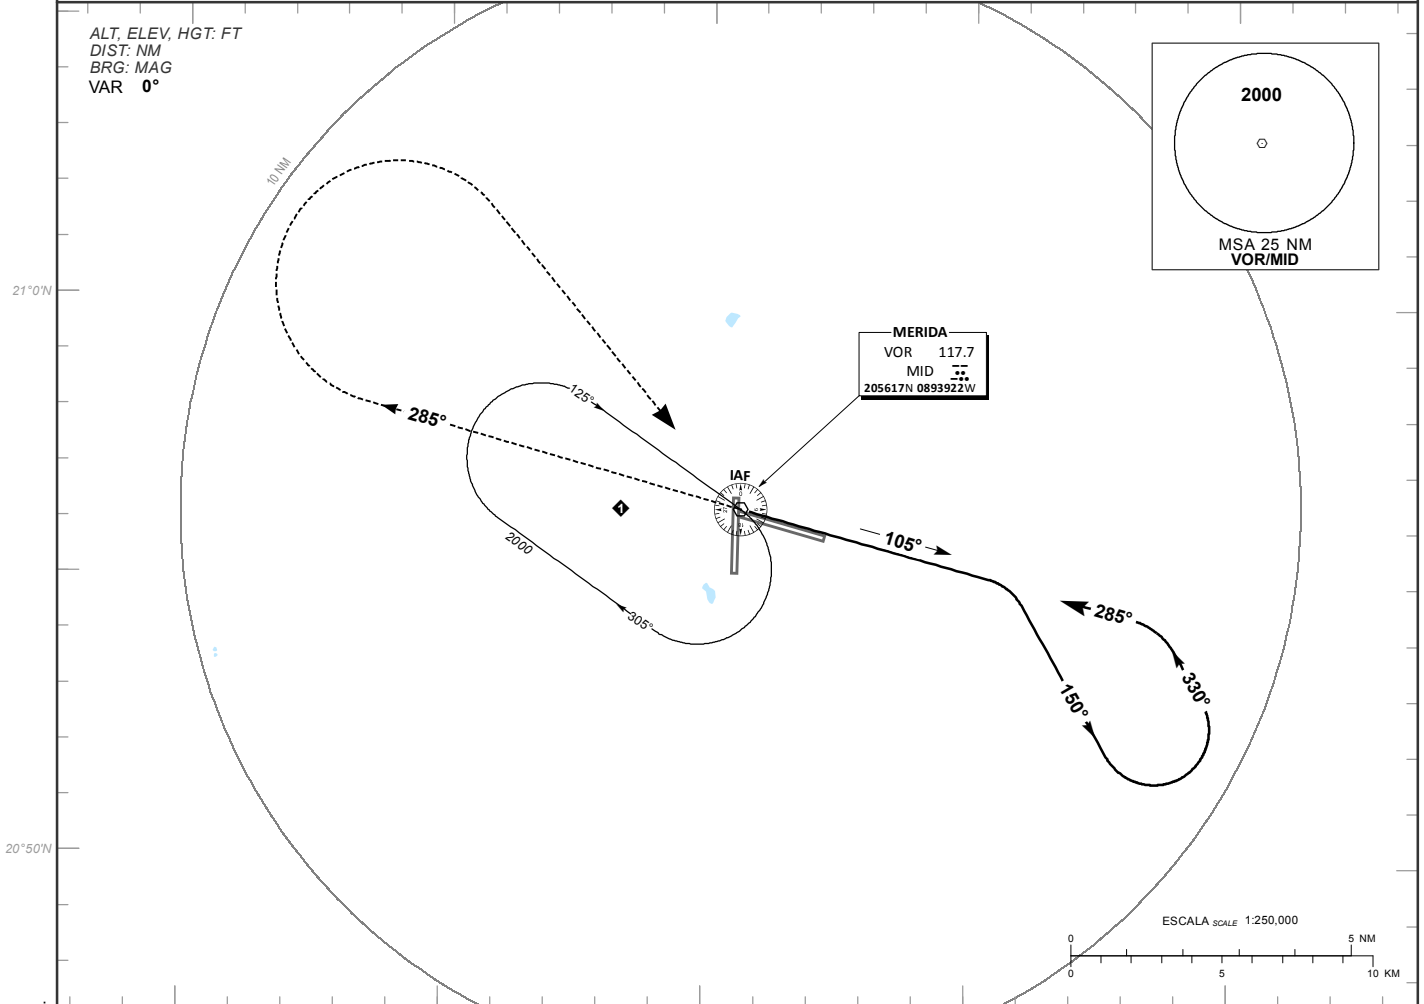 ALT, ELEV, HGT: FT
DIST: NM
BRG: MAG
VAR 0°
2000
MSA 25 NM
VOR/MID
10 NM
21°0'N
MERIDA
VOR 117.7
MID
205617N 0893922W
125°
285°
IAF
1
2000
105°
305°
285°
150°
330°
20°50'N
ESCALA SCALE 1:250,000
0 5 NM
0 5 10 KM